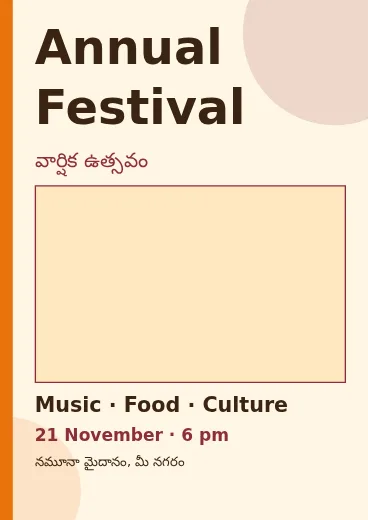 Annual
Festival
వార్షిక ఉత్సవం
Music · Food · Culture
21 November · 6 pm
నమూనా మైదానం, మీ నగరం